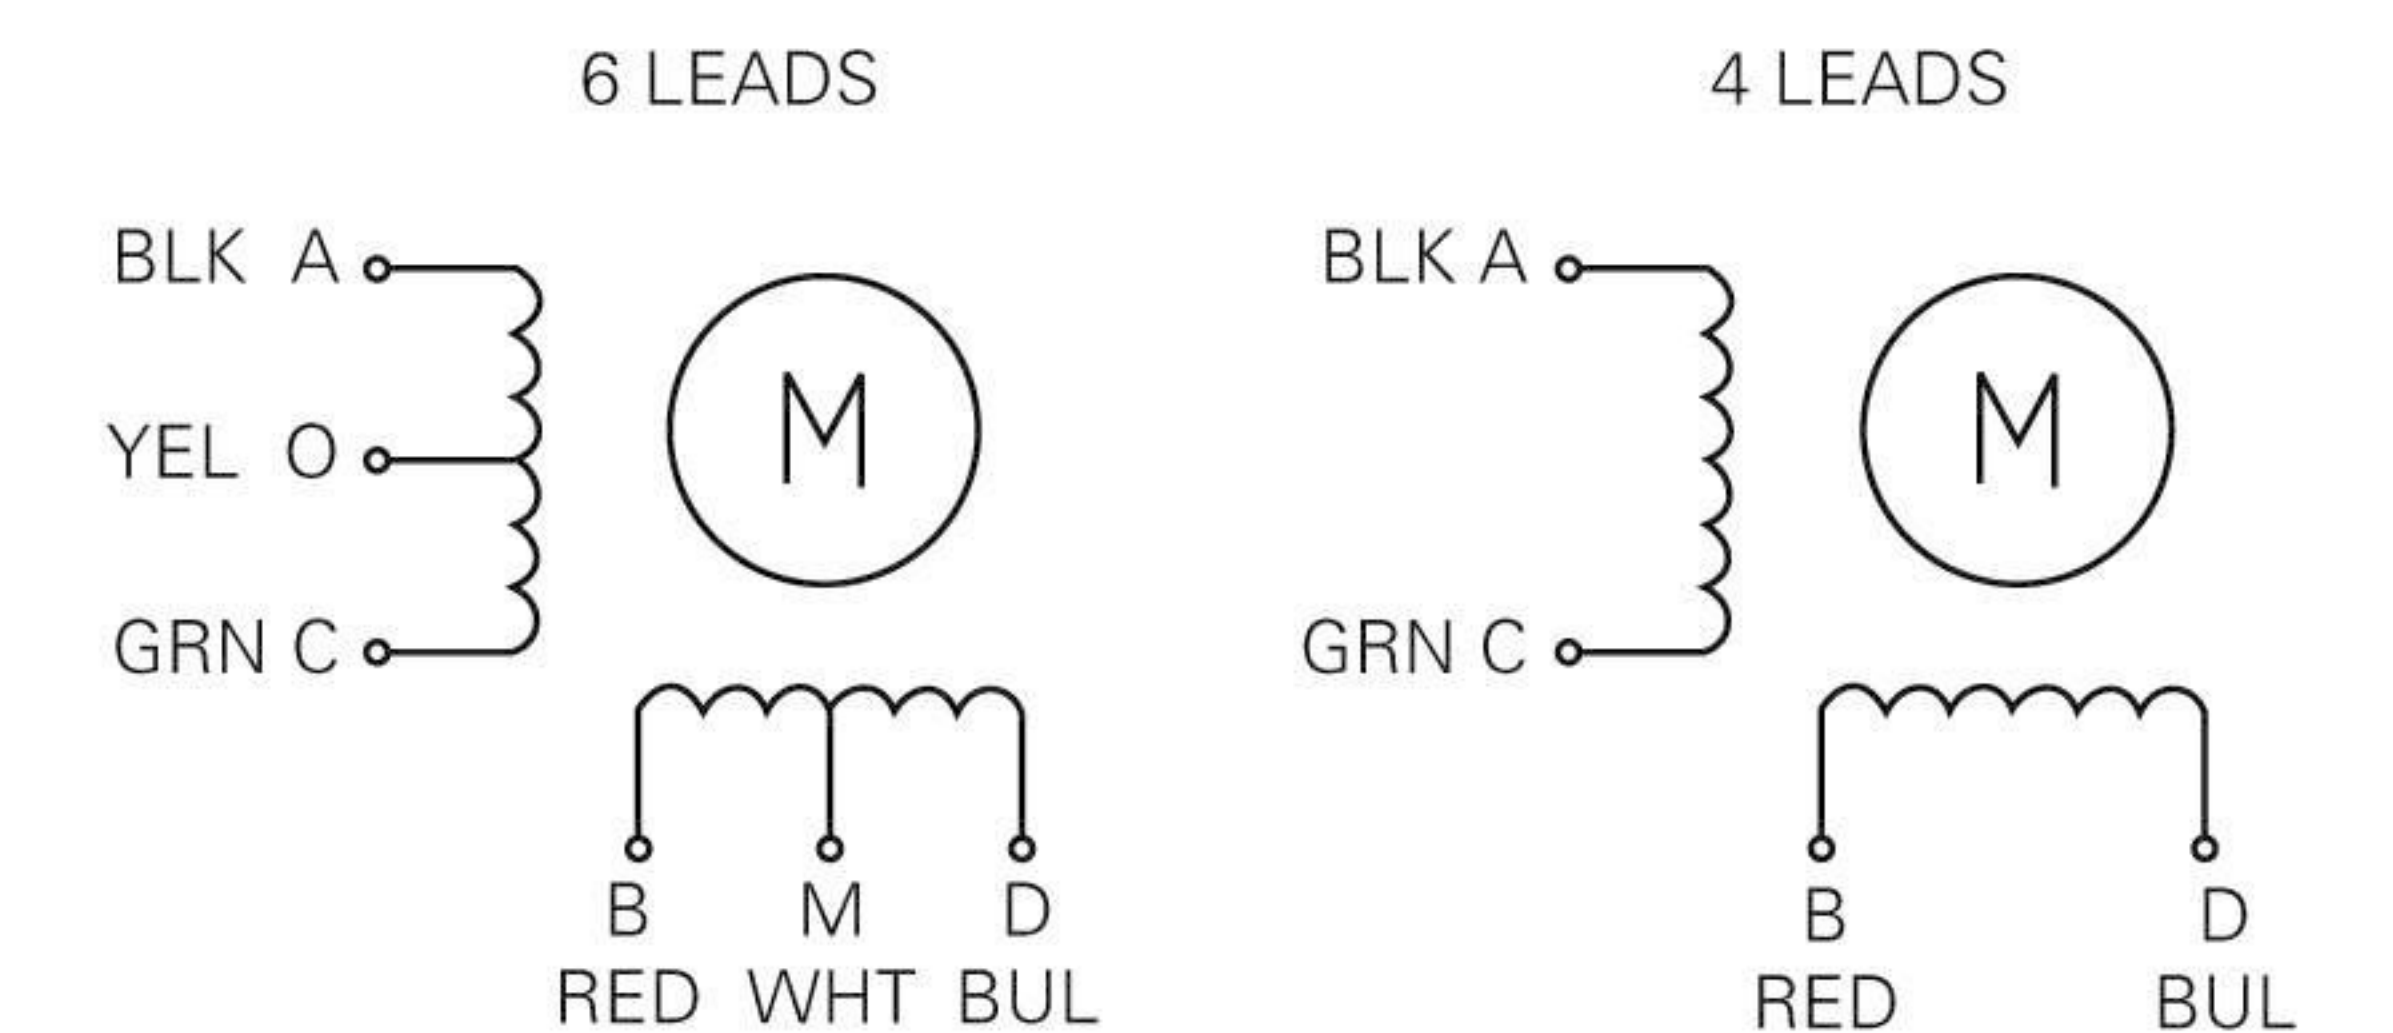 6 LEADS
BLK A
YEL O
GRN C
M
B M D
RED WHT BUL
4 LEADS
BLK A
GRN C
M
B D
RED BUL